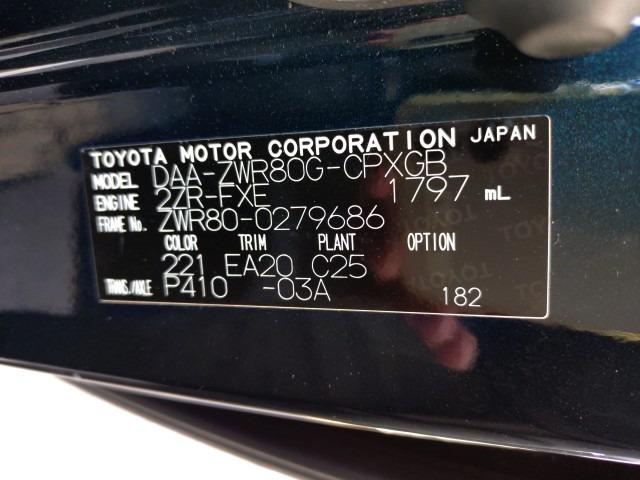 TOYOTA MOTOR CORPORATION JAPAN
MODEL DAA-ZWR80G-CPXGB
ENGINE 2ZR-FXE 1797 mL
FRAME No. ZWR80-0279686
COLOR TRIM PLANT OPTION
221 EA20 C25
TRANS./AXLE P410 -03A 182